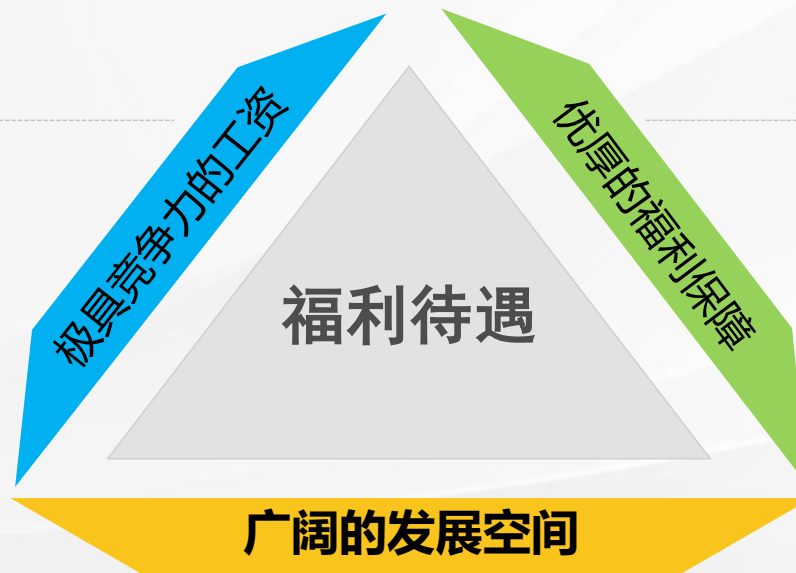 极具竞争力的工资
优厚的福利保障
福利待遇
广阔的发展空间